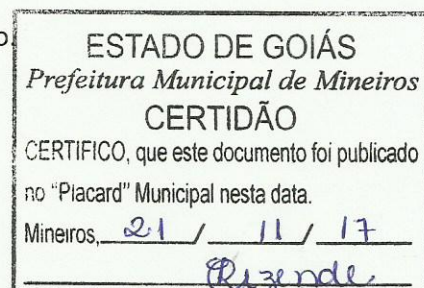 o
ESTADO DE GOIÁS
Prefeitura Municipal de Mineiros
CERTIDÃO
CERTIFICO, que este documento foi publicado
no "Placard" Municipal nesta data.
Mineiros, 21 / 11 / 17
Rizende